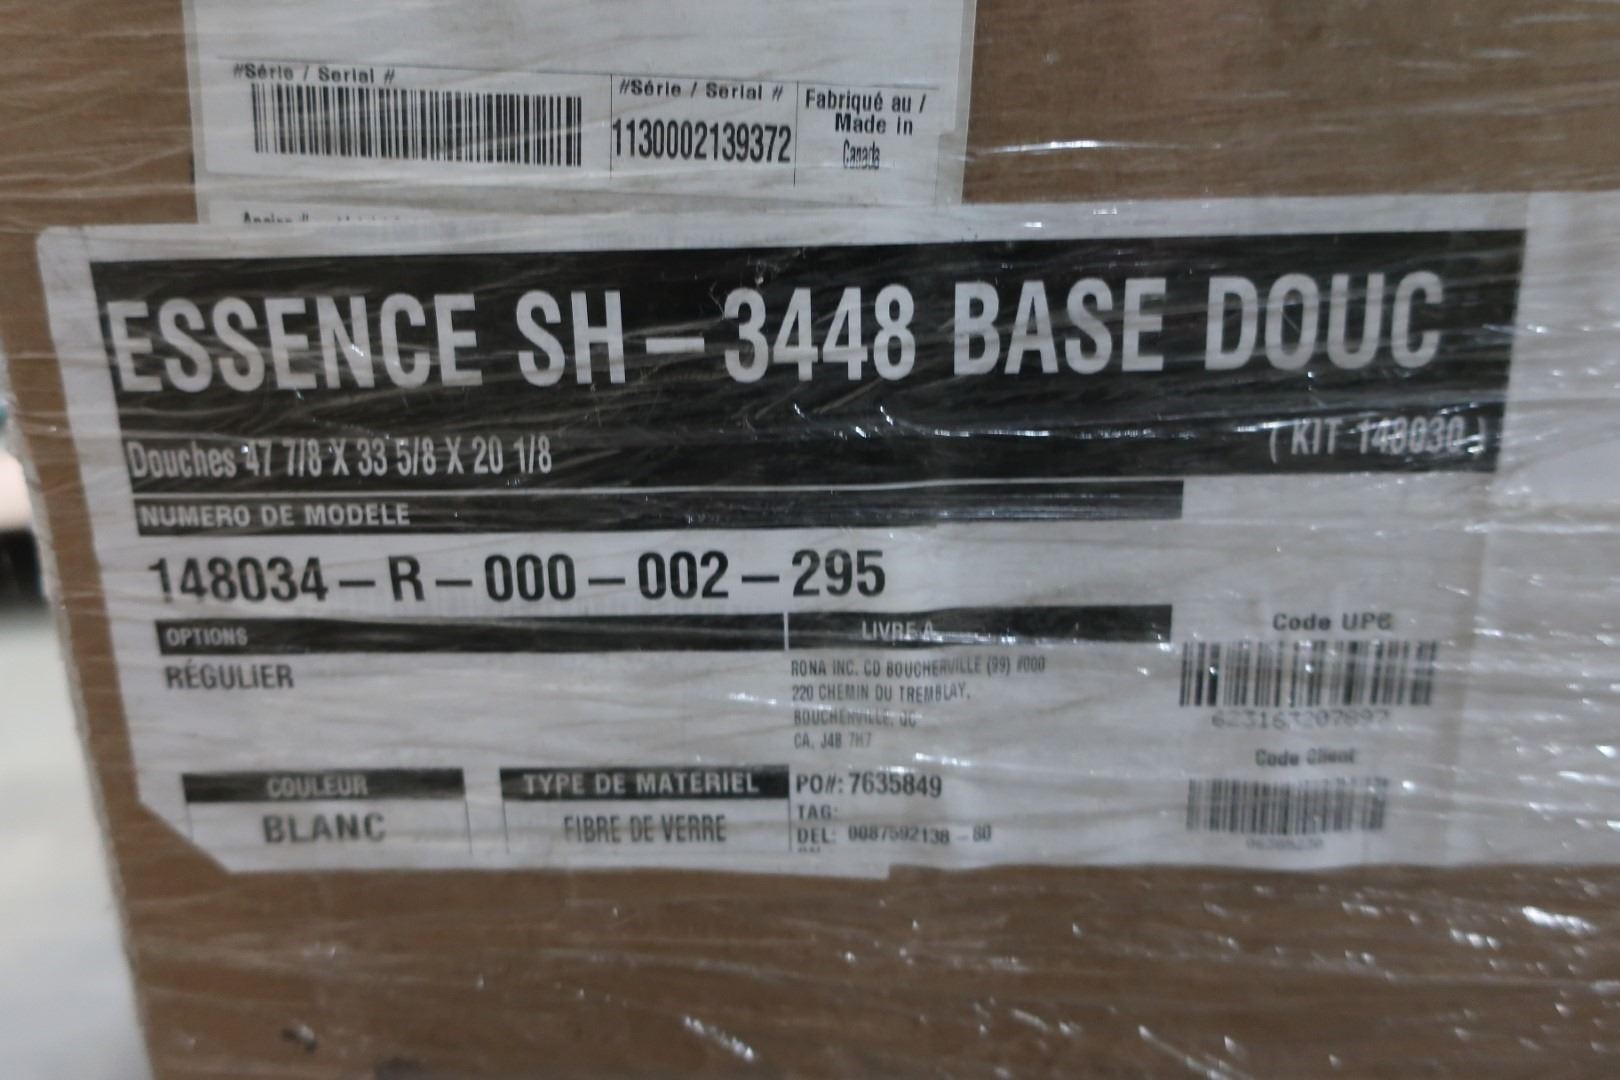 #Série / Serial #
#Série / Serial #
1130002139372
Fabriqué au /
Made in
Canada
ESSENCE SH - 3448 BASE DOUC
Douches 47 7/8 X 33 5/8 X 20 1/8
( KIT 148030 )
NUMERO DE MODELE
148034 - R - 000 - 002 - 295
OPTIONS
RÉGULIER
LIVRE A
RONA INC. CD BOUCHERVILLE (99) #000
220 CHEMIN DU TREMBLAY,
BOUCHERVILLE,
CA, J4B 7H7
Code UPC
623163207897
Code Client
COULEUR
BLANC
TYPE DE MATERIEL
FIBRE DE VERRE
PO#: 7635849
TAG:
DEL: 0087592138 - 80